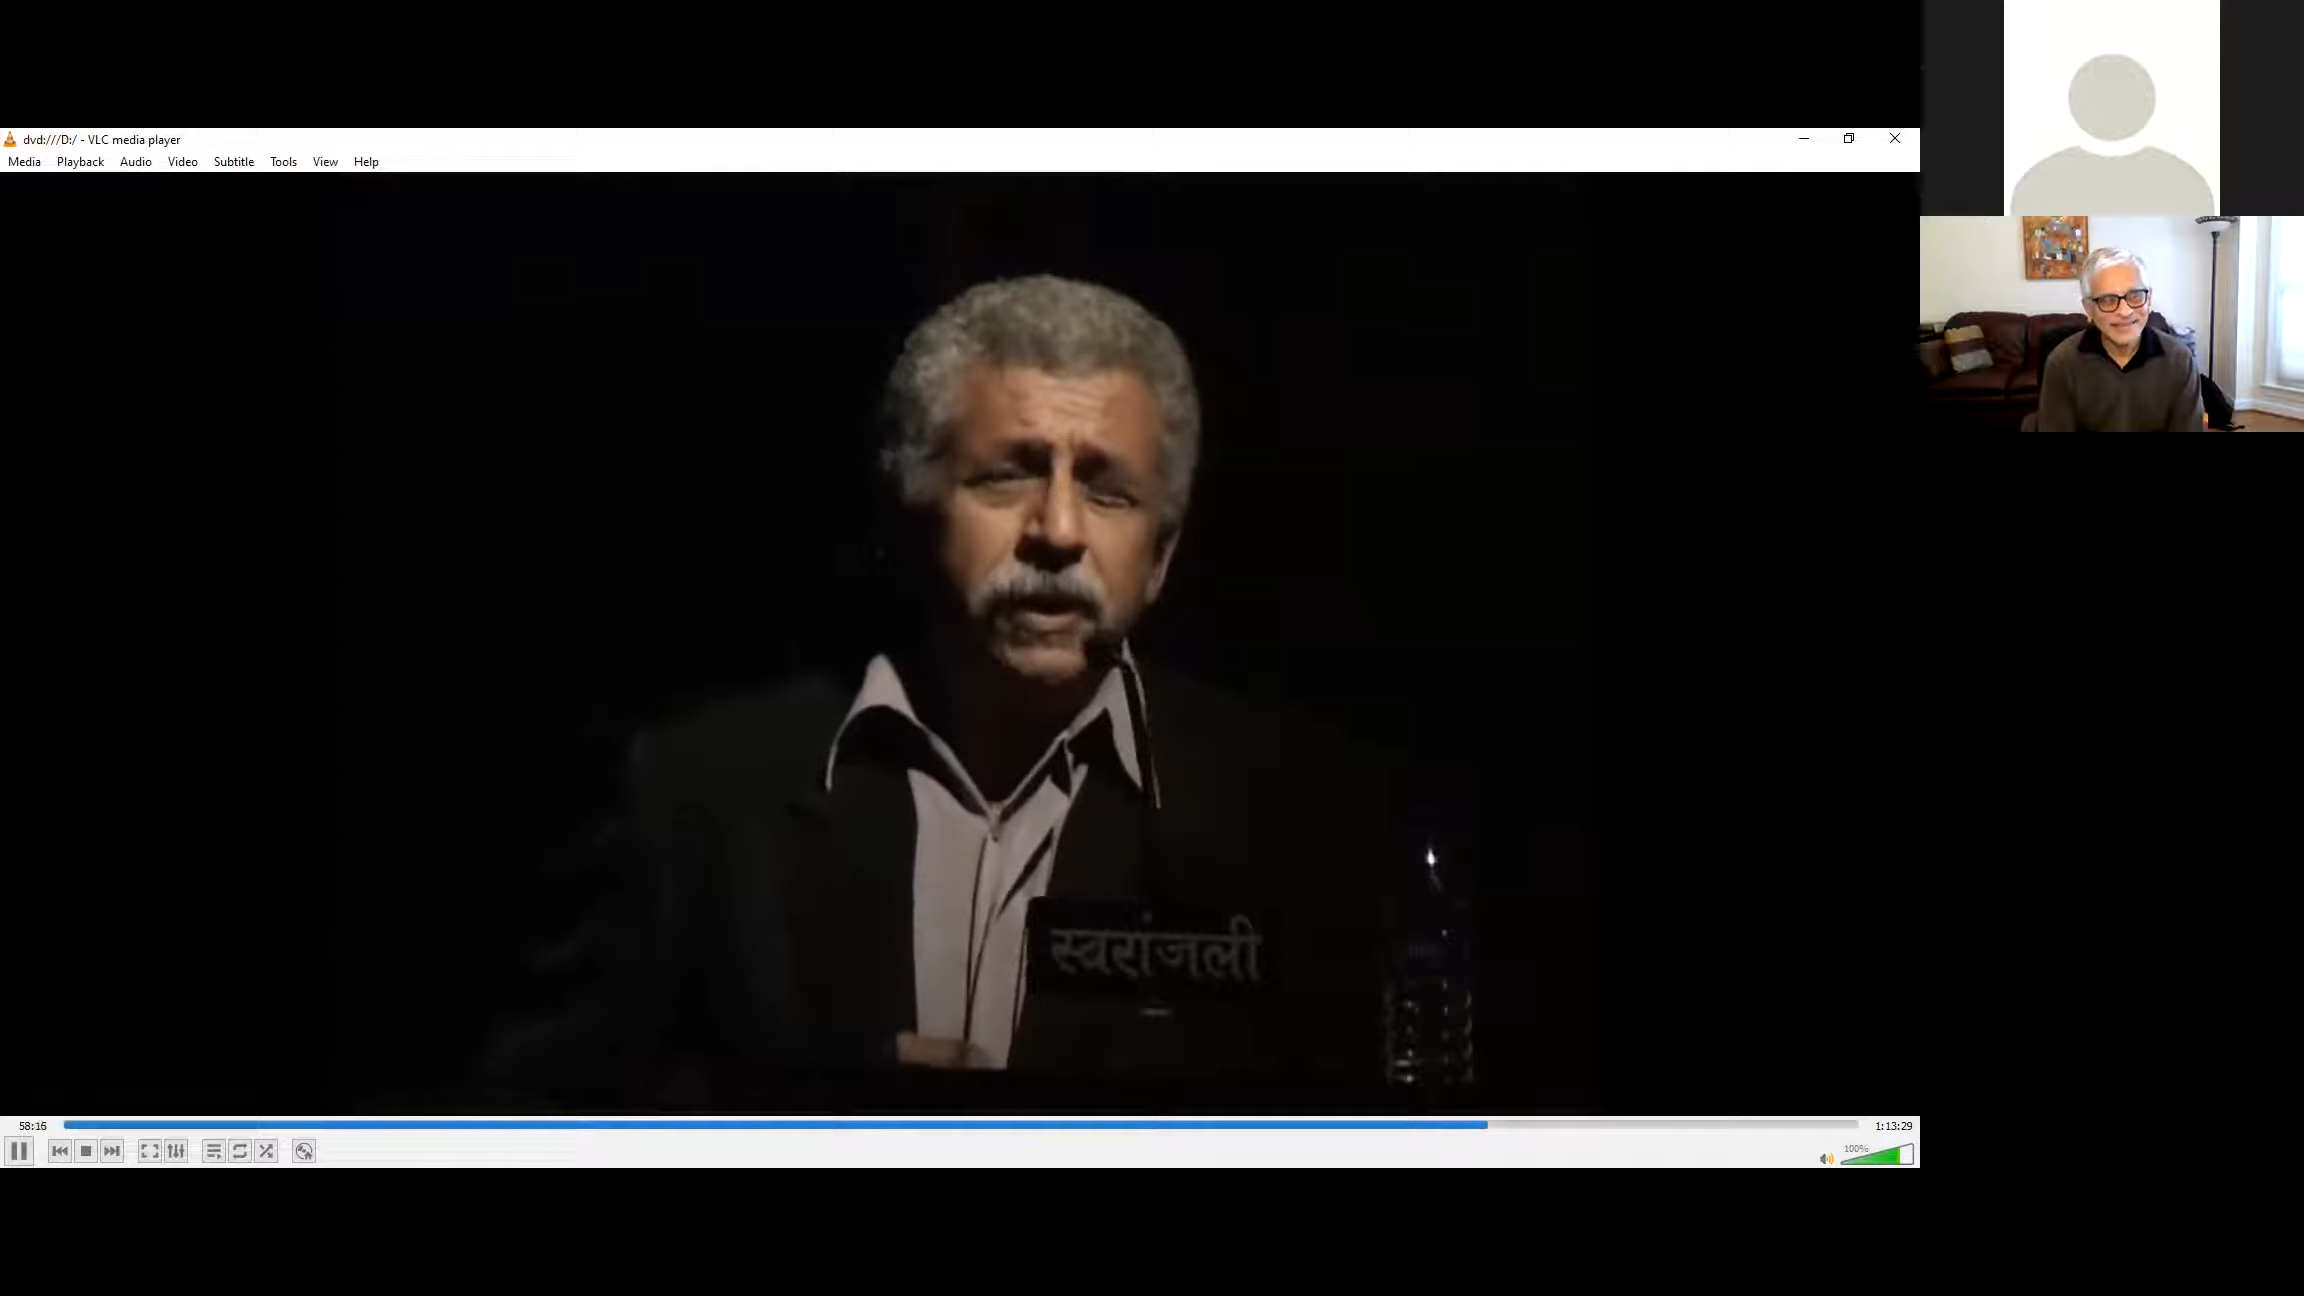 dvd:///D:/ - VLC media player
Media Playback Audio Video Subtitle Tools View Help
स्वरांजली
58:16
1:13:29
100%